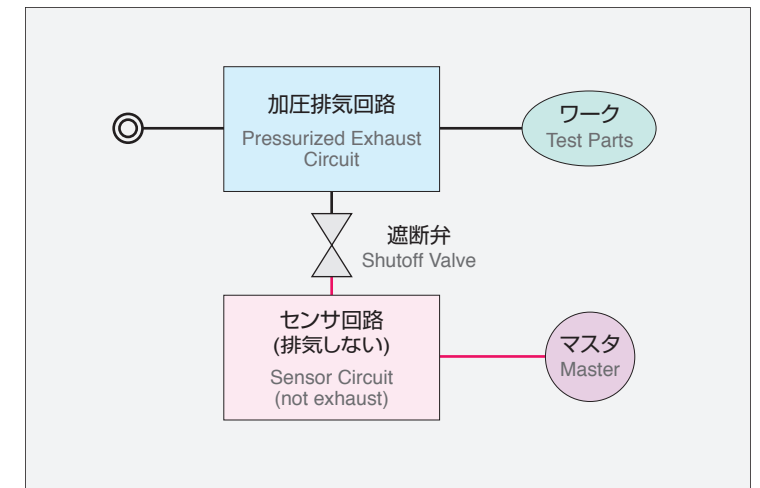 加圧排気回路
Pressurized Exhaust
Circuit
ワーク
Test Parts
遮断弁
Shutoff Valve
センサ回路
(排気しない)
Sensor Circuit
(not exhaust)
マスタ
Master